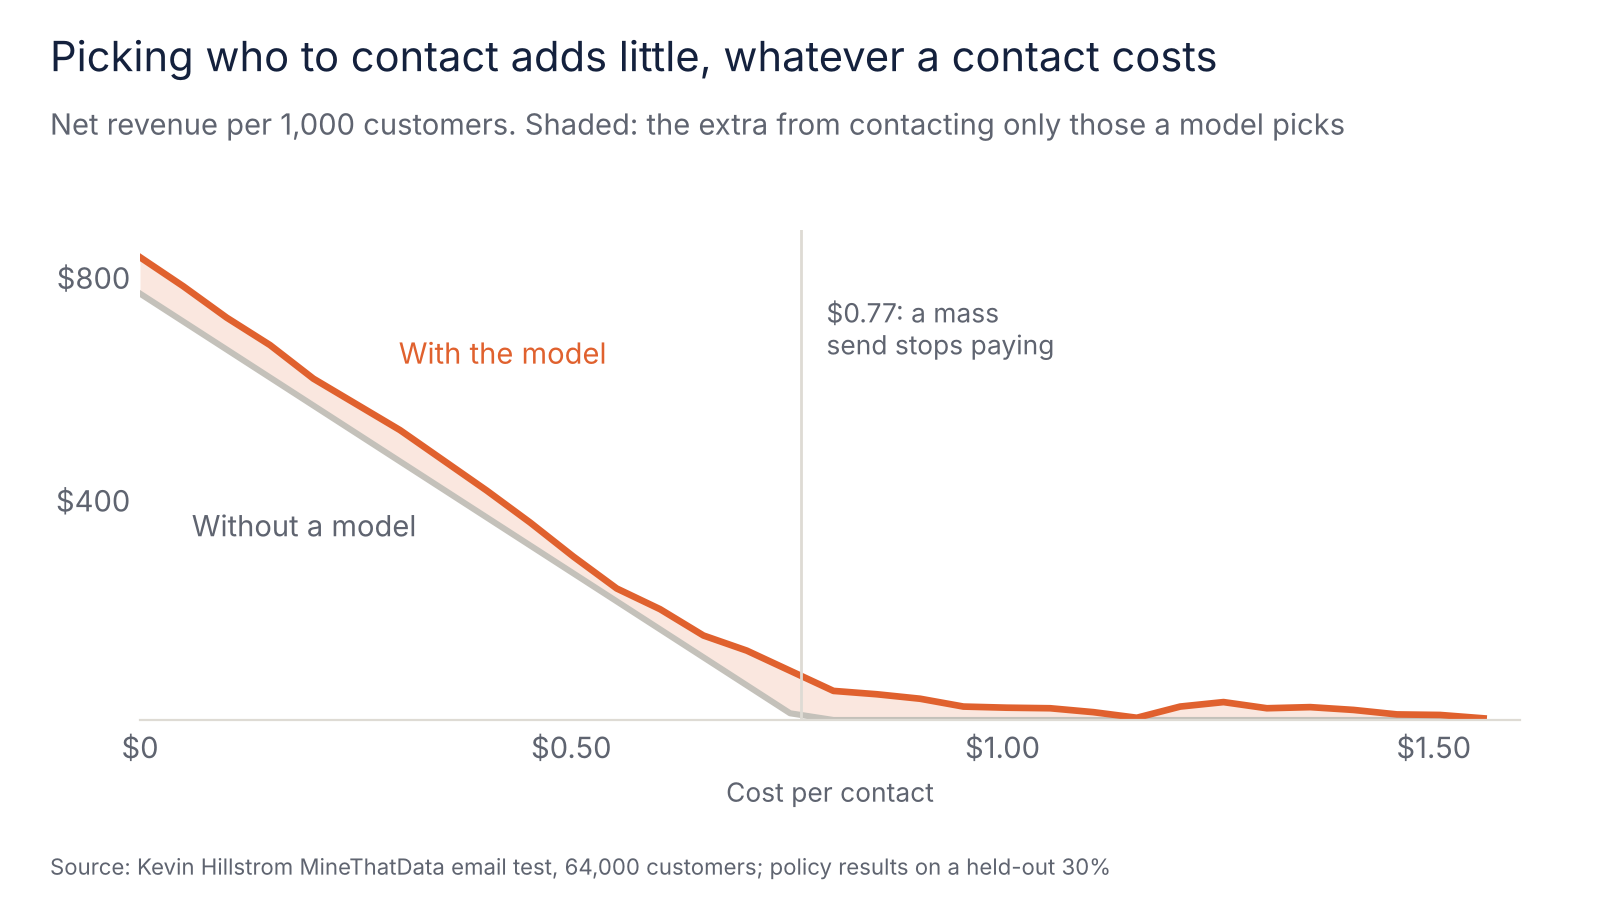 Picking who to contact adds little, whatever a contact costs
Net revenue per 1,000 customers. Shaded: the extra from contacting only those a model picks
$800
$0.77: a mass
send stops paying
With the model
$400
Without a model
$0
$0.50
$1.00
$1.50
Cost per contact
Source: Kevin Hillstrom MineThatData email test, 64,000 customers; policy results on a held-out 30%